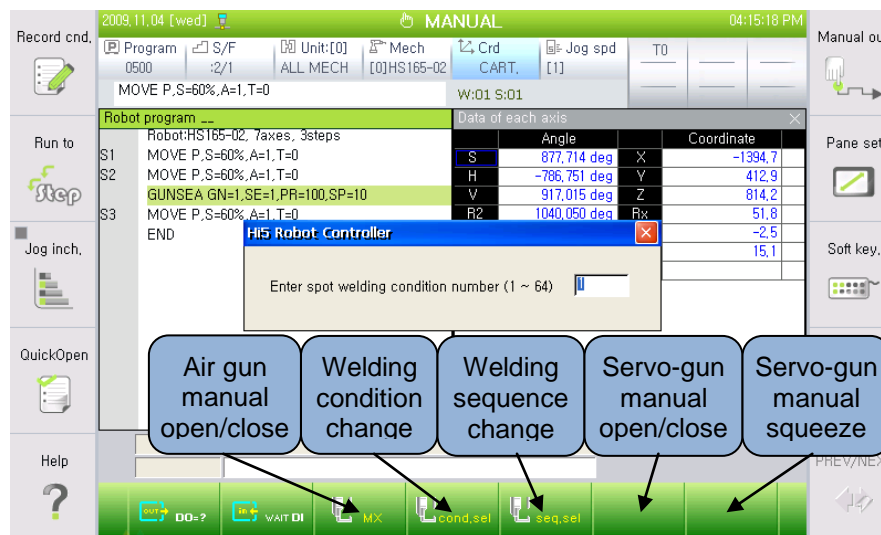 2009,11,04 [wed]
MANUAL
04:15:18 PM
Record cnd,
Run to
Step
Jog inch,
QuickOpen
Help
P Program
0500
S/F
:2/1
Unit:[0]
ALL MECH
Mech
[0]HS165-02
Crd
CART,
Jog spd
[1]
T0
MOVE P,S=60%,A=1,T=0
W:01 S:01
Robot program __
Robot:HS165-02, 7axes, 3steps
S1 MOVE P,S=60%,A=1,T=0
S2 MOVE P,S=60%,A=1,T=0
GUNSEA GN=1,SE=1,PR=100,SP=10
S3 MOVE P,S=60%,A=1,T=0
END
Data of each axis
Angle Coordinate
S 877,714 deg X -1394,7
H -786,751 deg Y 412,9
V 917,015 deg Z 814,2
R2 1040,050 deg Rx 51,8
-2,5
15,1
Hi5 Robot Controller
Enter spot welding condition number (1 ~ 64) 1
Air gun
manual
open/close
Welding
condition
change
Welding
sequence
change
Servo-gun
manual
open/close
Servo-gun
manual
squeeze
OUT DO=?
in WAIT DI
MX
cond,sel
seq,sel
Manual ou
Pane set
Soft key,
PREV/NEX